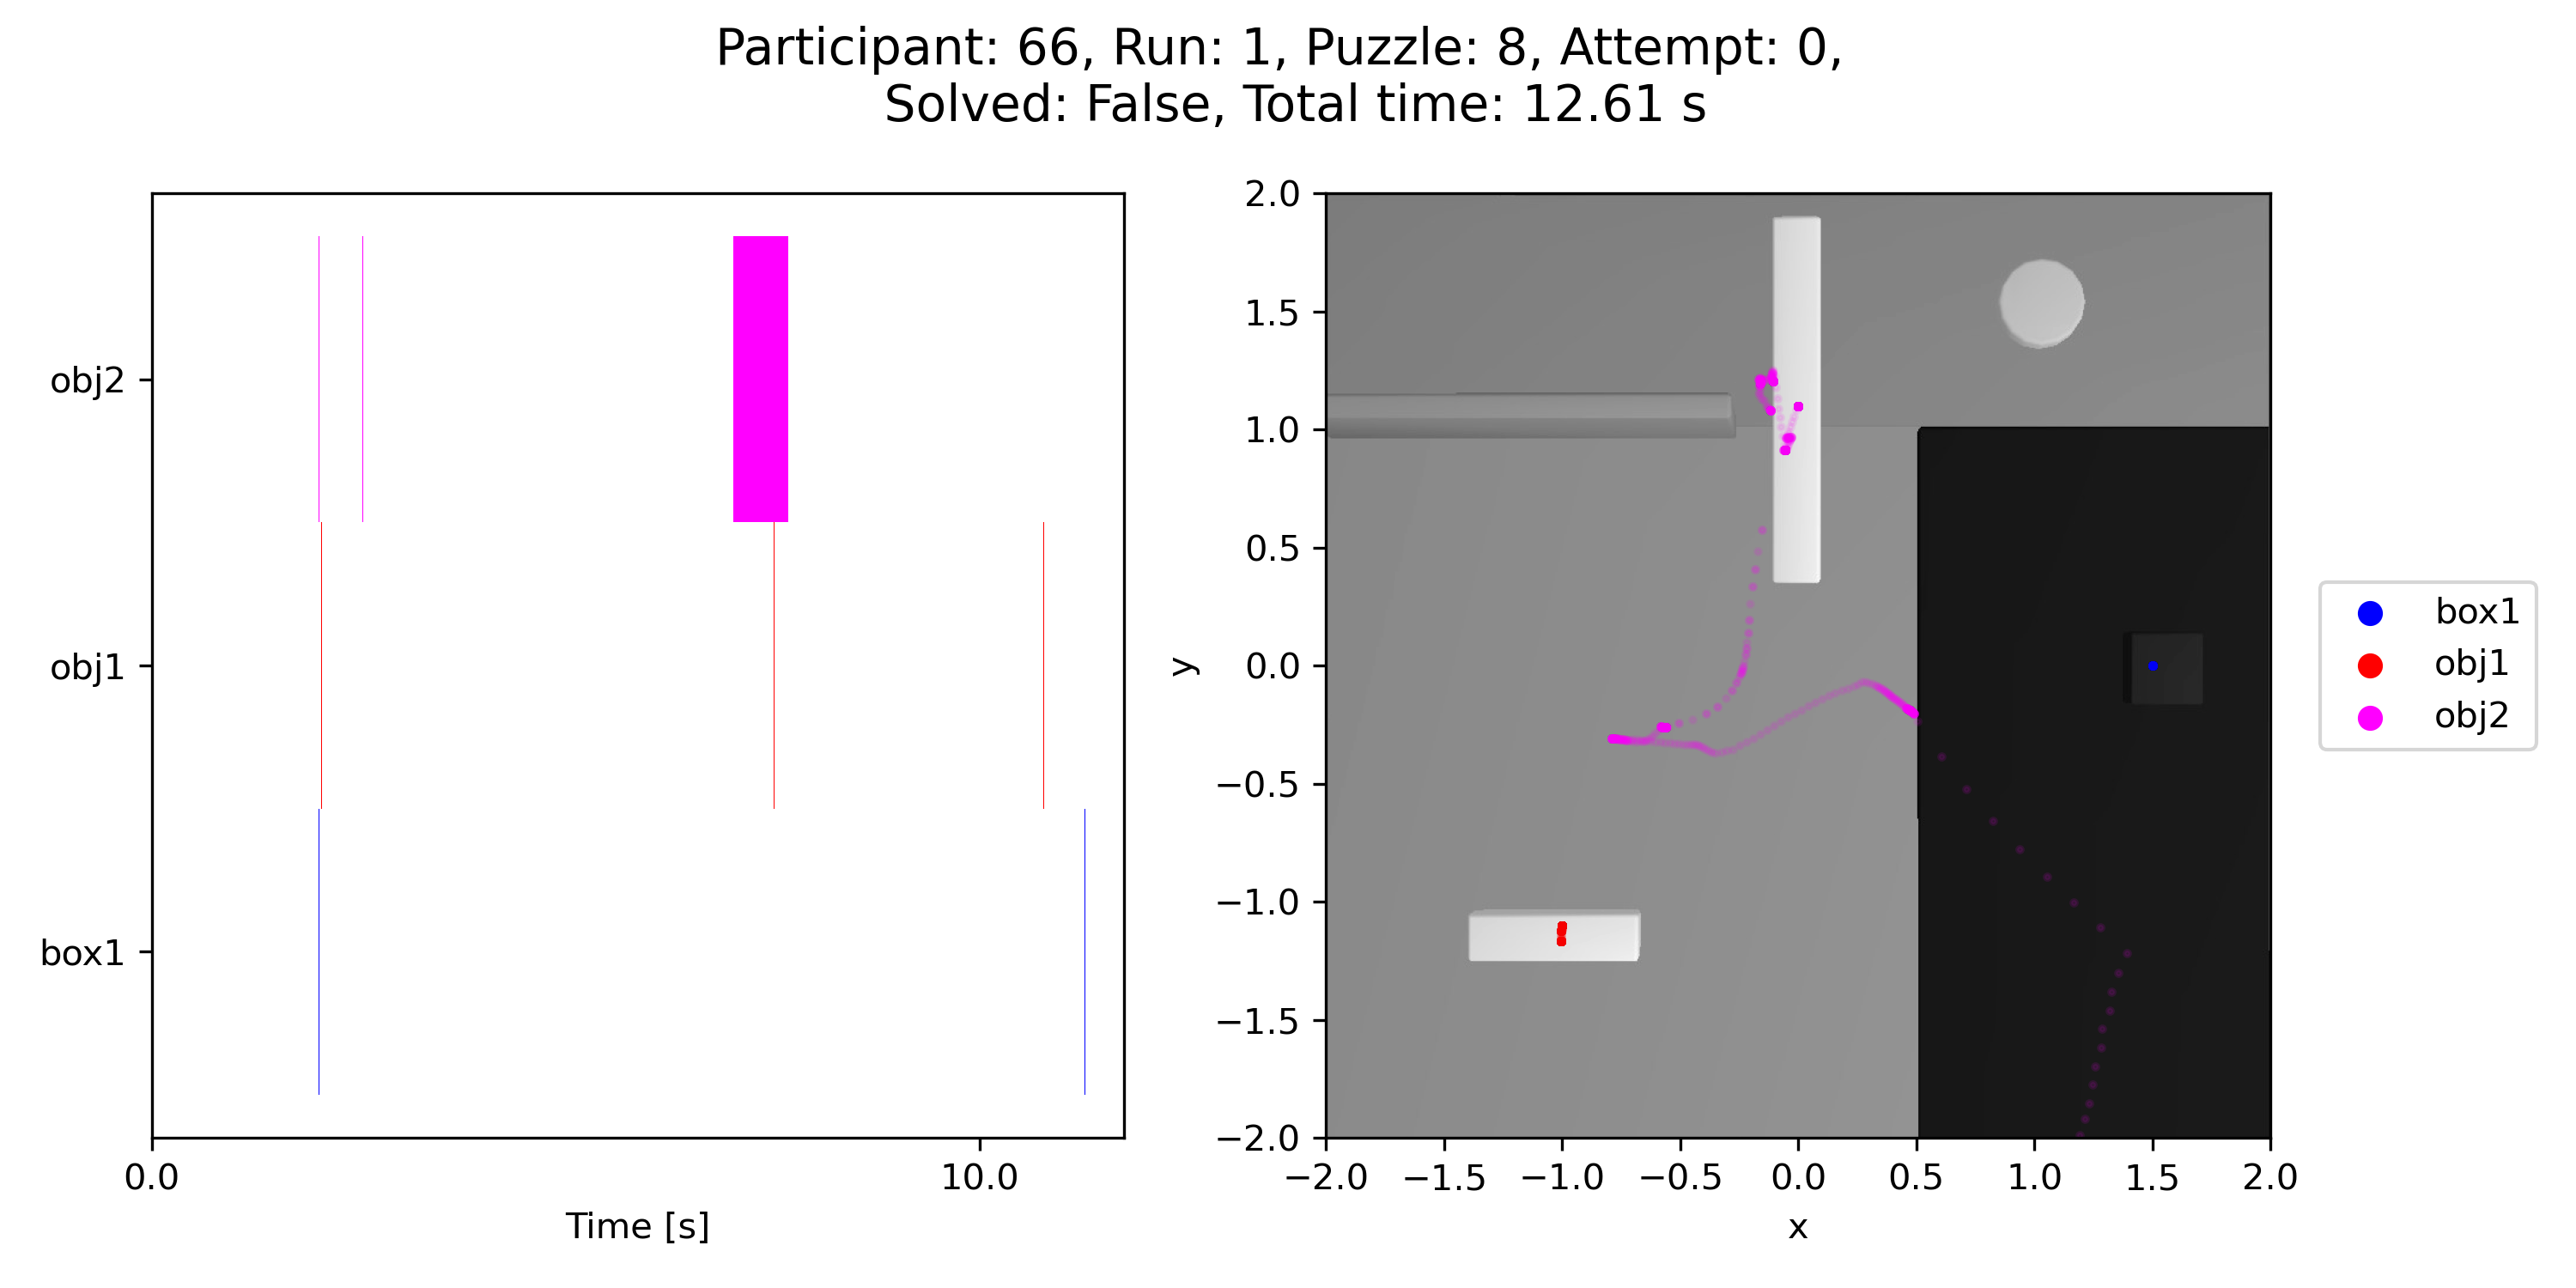 Participant: 66, Run: 1, Puzzle: 8, Attempt: 0,
Solved: False, Total time: 12.61 s
obj2
obj1
box1
0.0
10.0
Time [s]
2.0
1.5
1.0
0.5
0.0
−0.5
−1.0
−1.5
−2.0
y
−2.0
−1.5
−1.0
−0.5
0.0
0.5
1.0
1.5
2.0
x
box1
obj1
obj2